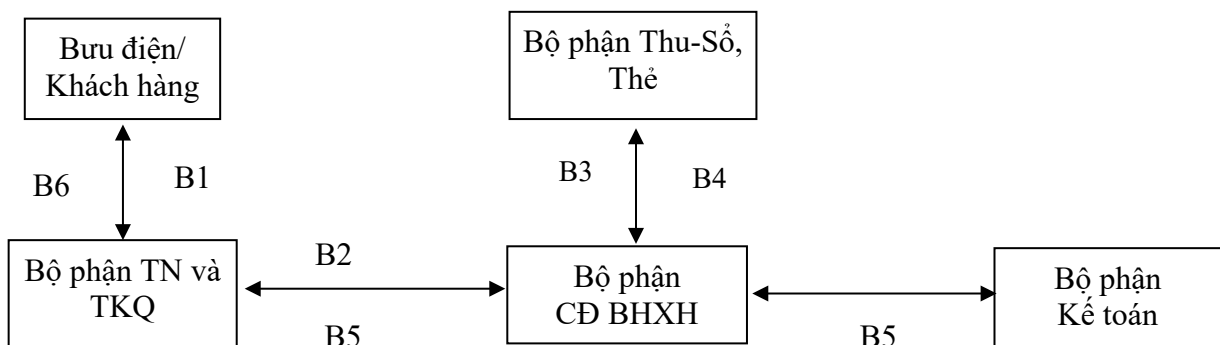 Bưu điện/
Khách hàng
Bộ phận Thu-Sổ,
Thẻ
B6
B1
B3
B4
Bộ phận TN và
TKQ
B2
B5
Bộ phận
CĐ BHXH
B5
Bộ phận
Kế toán